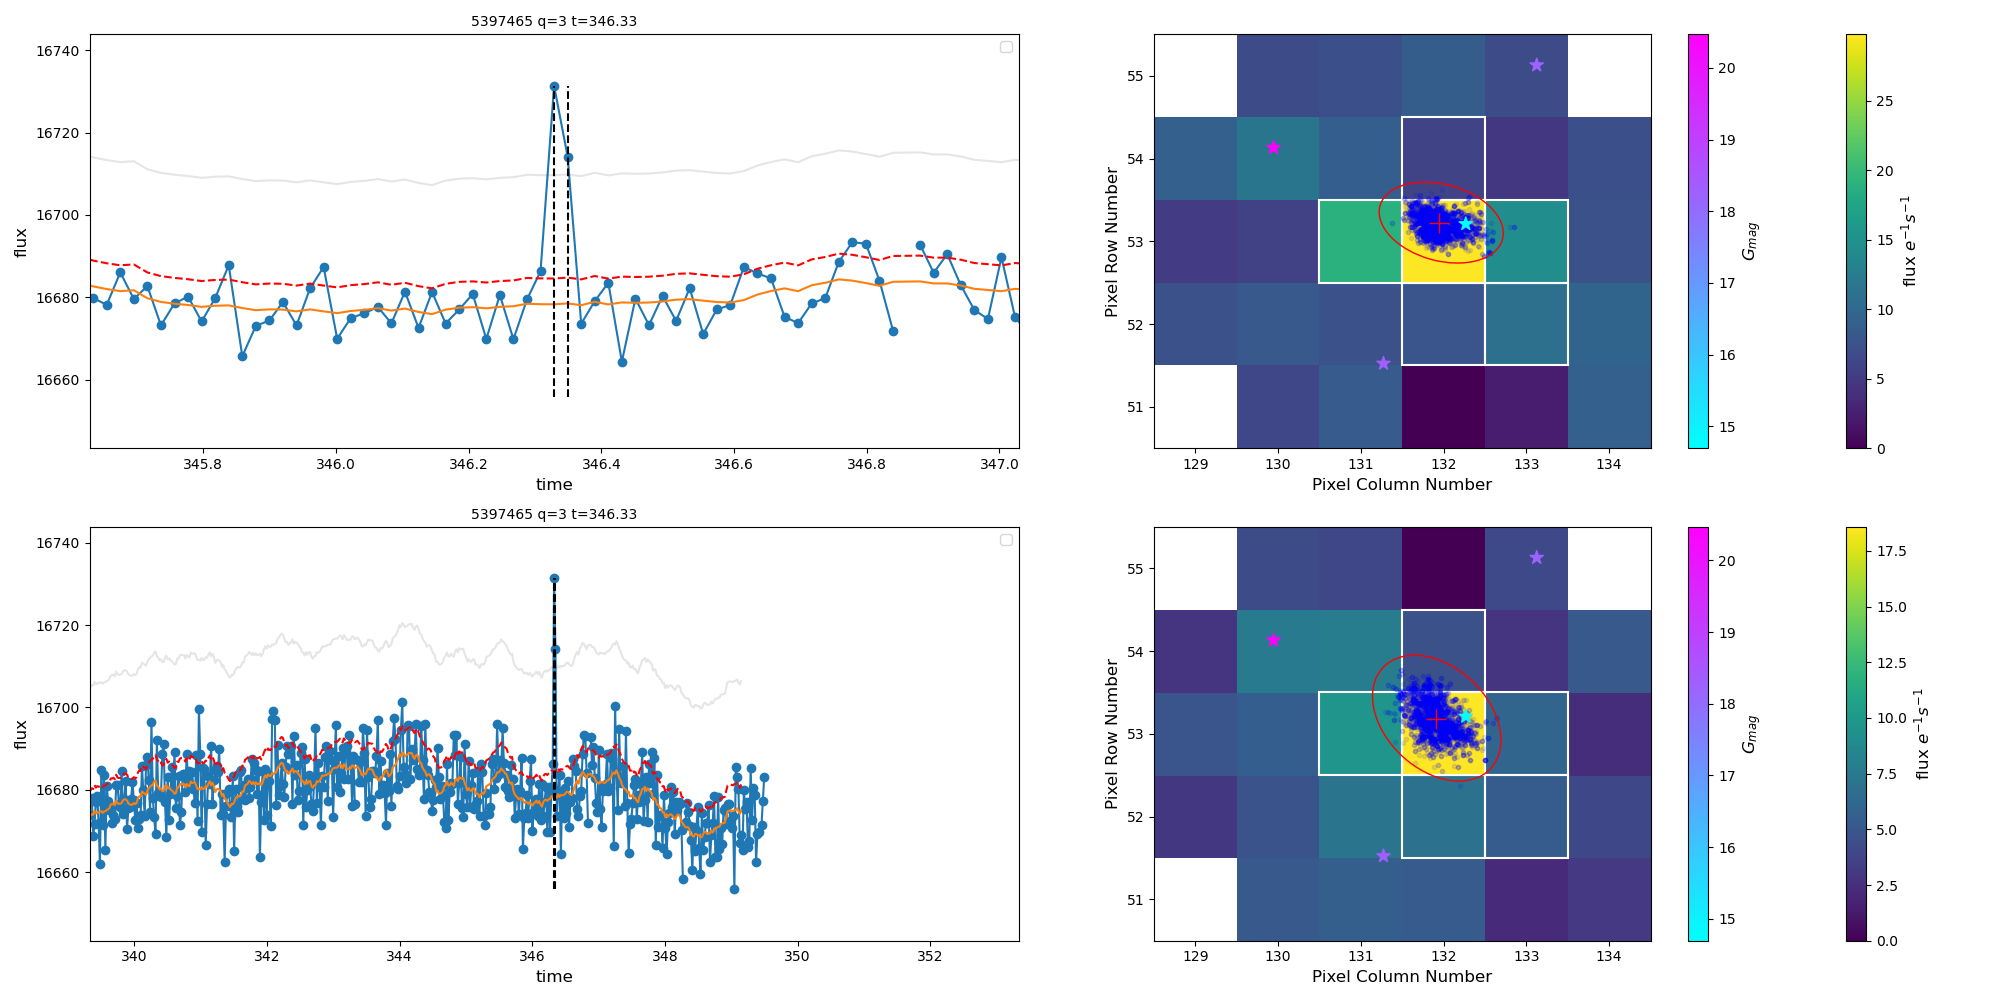 5397465 q=3 t=346.33
flux
16740
16720
16700
16680
16660
345.8 346.0 346.2 346.4 346.6 346.8 347.0
time
Pixel Row Number
55
54
53
52
51
129 130 131 132 133 134
Pixel Column Number
20
19
18
17
16
15
G_mag
25
20
15
10
5
0
flux e⁻¹s⁻¹
5397465 q=3 t=346.33
flux
16740
16720
16700
16680
16660
340 342 344 346 348 350 352
time
Pixel Row Number
55
54
53
52
51
129 130 131 132 133 134
Pixel Column Number
20
19
18
17
16
15
G_mag
17.5
15.0
12.5
10.0
7.5
5.0
2.5
0.0
flux e⁻¹s⁻¹